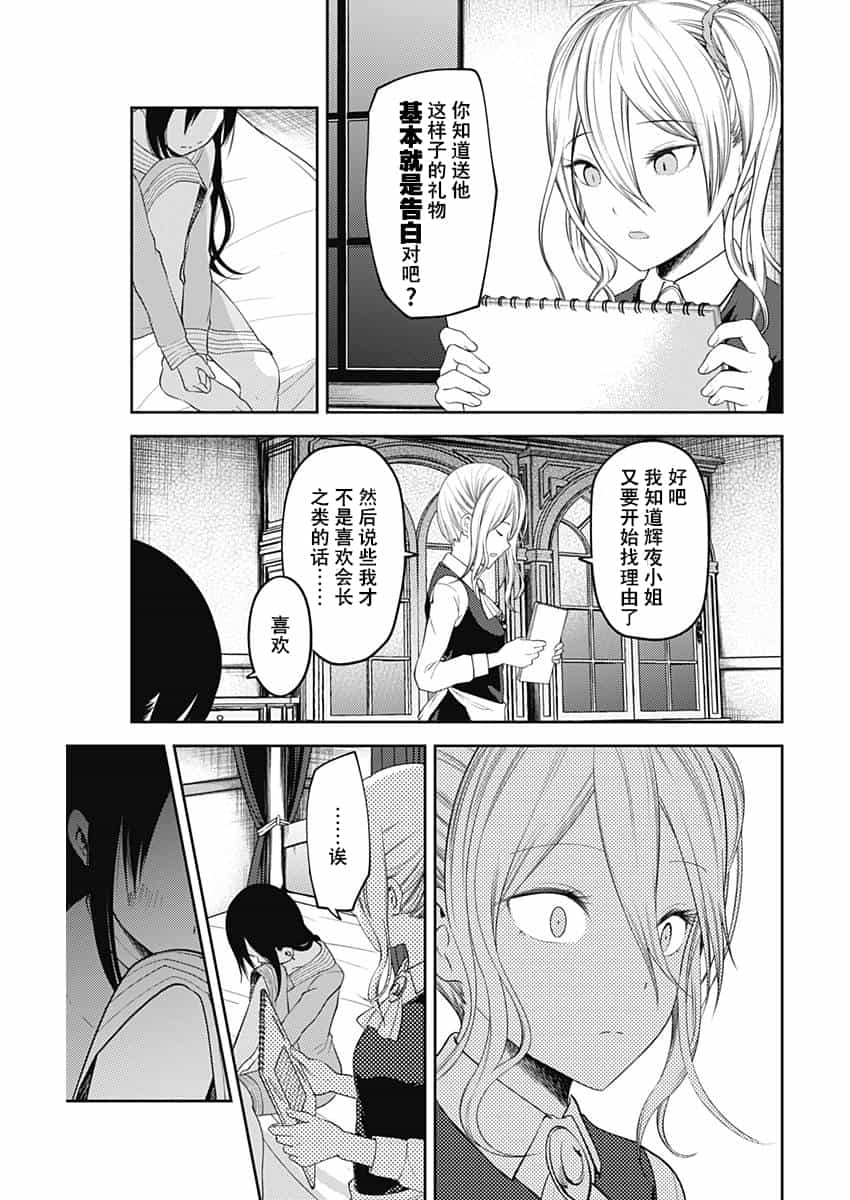 你知道送他
这样子的礼物
基本就是告白
对吧?
好吧
我知道辉夜小姐
又要开始找理由了
然后说些我才
不是喜欢会长
之类的话……
喜欢
……诶